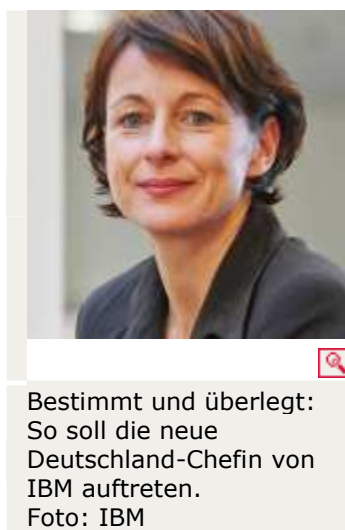 Bestimmt und überlegt:
So soll die neue
Deutschland-Chefin von
IBM auftreten.
Foto: IBM